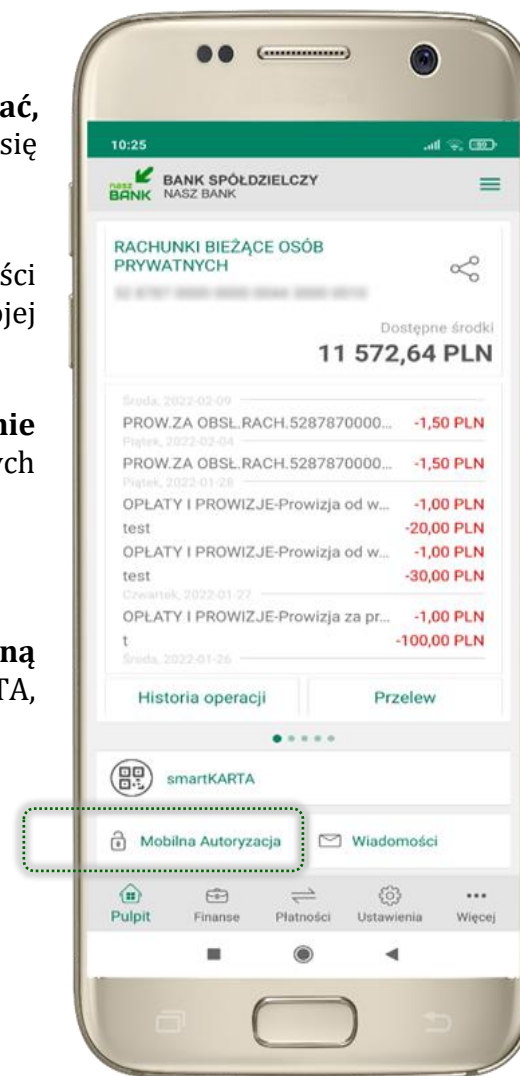 ać,
się
ści
jej
nie
ych
ną
TA,
10:25
nasz BANK
BANK SPÓŁDZIELCZY
NASZ BANK
RACHUNKI BIEŻĄCE OSÓB
PRYWATNYCH
Dostępne środki
11 572,64 PLN
Środa, 2022-02-09
PROW.ZA OBSŁ.RACH.5287870000... -1,50 PLN
Piątek, 2022-02-04
PROW.ZA OBSŁ.RACH.5287870000... -1,50 PLN
Piątek, 2022-01-28
OPŁATY I PROWIZJE-Prowizja od w... -1,00 PLN
test -20,00 PLN
OPŁATY I PROWIZJE-Prowizja od w... -1,00 PLN
test -30,00 PLN
Czwartek, 2022-01-27
OPŁATY I PROWIZJE-Prowizja za pr... -1,00 PLN
t -100,00 PLN
Środa, 2022-01-26
Historia operacji Przelew
smartKARTA
Mobilna Autoryzacja Wiadomości
Pulpit Finanse Płatności Ustawienia Więcej